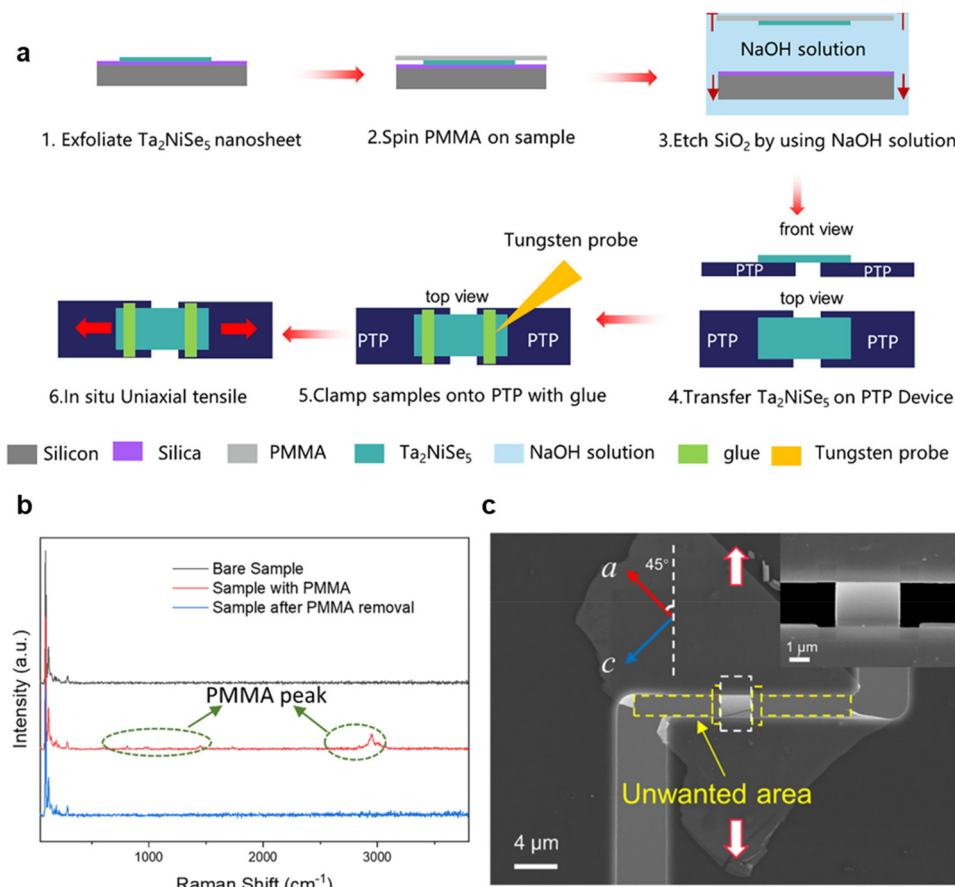 a
NaOH solution
1. Exfoliate Ta₂NiSe₅ nanosheet
2.Spin PMMA on sample
3.Etch SiO₂ by using NaOH solution
front view
PTP PTP
top view
PTP PTP
4.Transfer Ta₂NiSe₅ on PTP Device
Tungsten probe
top view
PTP PTP
5.Clamp samples onto PTP with glue
6.In situ Uniaxial tensile
Silicon Silica PMMA Ta₂NiSe₅ NaOH solution glue Tungsten probe
b
Bare Sample
Sample with PMMA
Sample after PMMA removal
PMMA peak
Intensity (a.u.)
1000 2000 3000
Raman Shift (cm⁻¹)
c
45°
a
c
1 μm
Unwanted area
4 μm